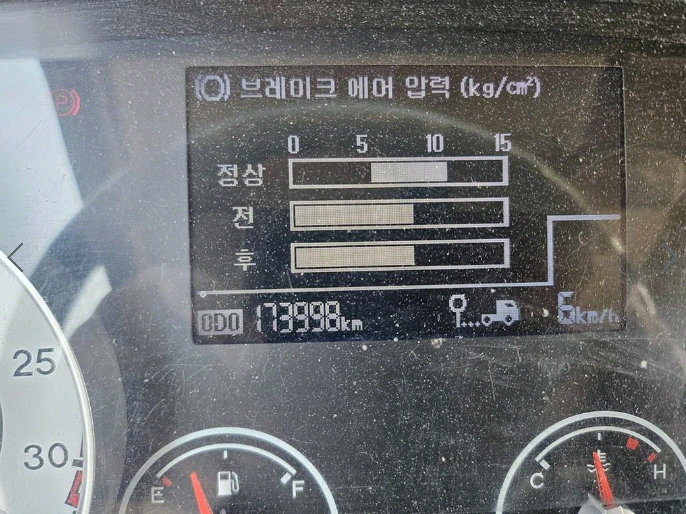 브레이크 에어 압력 (kg/㎠)
0 5 10 15
정상
전
후
ODO 173998km
6km/h
P
25
30
E F
C H